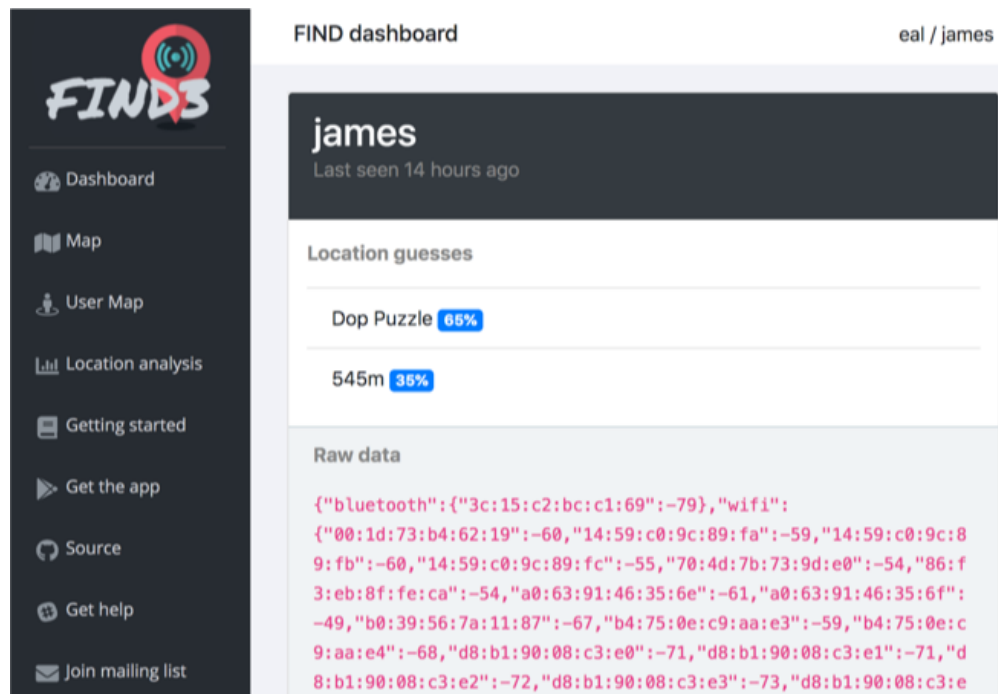 FIND3
Dashboard
Map
User Map
Location analysis
Getting started
Get the app
Source
Get help
Join mailing list
FIND dashboard
eal / james
james
Last seen 14 hours ago
Location guesses
Dop Puzzle 65%
545m 35%
Raw data
{"bluetooth":{"3c:15:c2:bc:c1:69":-79},"wifi":
{"00:1d:73:b4:62:19":-60,"14:59:c0:9c:89:fa":-59,"14:59:c0:9c:8
9:fb":-60,"14:59:c0:9c:89:fc":-55,"70:4d:7b:73:9d:e0":-54,"86:f
3:eb:8f:fe:ca":-54,"a0:63:91:46:35:6e":-61,"a0:63:91:46:35:6f":
-49,"b0:39:56:7a:11:87":-67,"b4:75:0e:c9:aa:e3":-59,"b4:75:0e:c
9:aa:e4":-68,"d8:b1:90:08:c3:e0":-71,"d8:b1:90:08:c3:e1":-71,"d
8:b1:90:08:c3:e2":-72,"d8:b1:90:08:c3:e3":-73,"d8:b1:90:08:c3:e